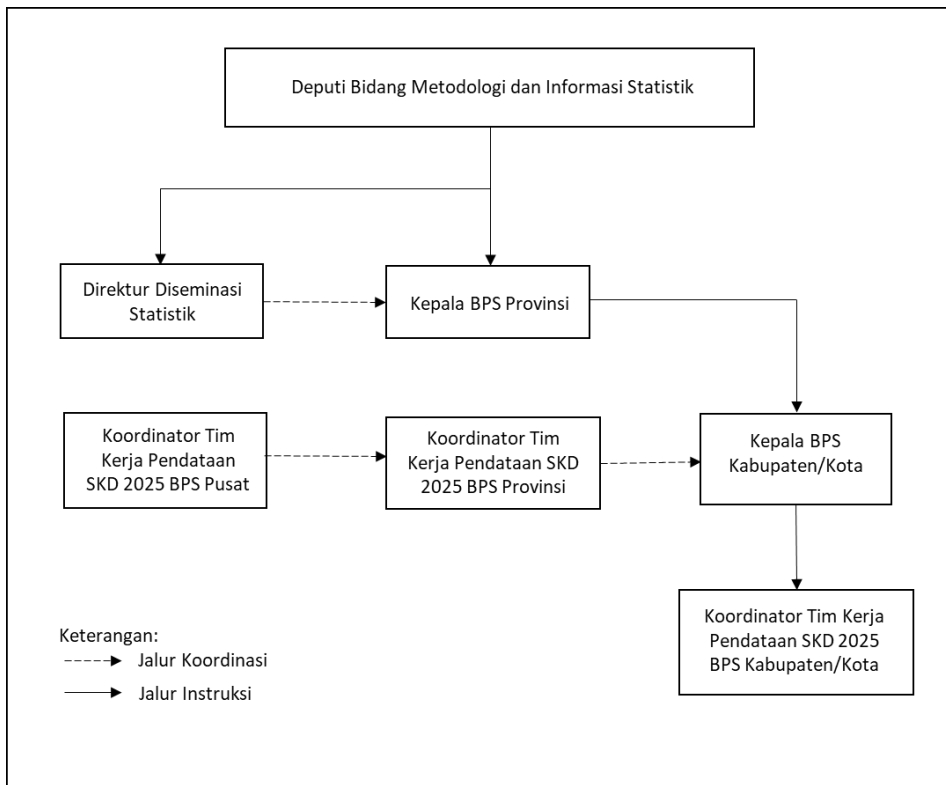 Deputi Bidang Metodologi dan Informasi Statistik
Direktur Diseminasi
Statistik
Kepala BPS Provinsi
Koordinator Tim
Kerja Pendataan
SKD 2025 BPS Pusat
Koordinator Tim
Kerja Pendataan SKD
2025 BPS Provinsi
Kepala BPS
Kabupaten/Kota
Koordinator Tim Kerja
Pendataan SKD 2025
BPS Kabupaten/Kota
Keterangan:
Jalur Koordinasi
Jalur Instruksi